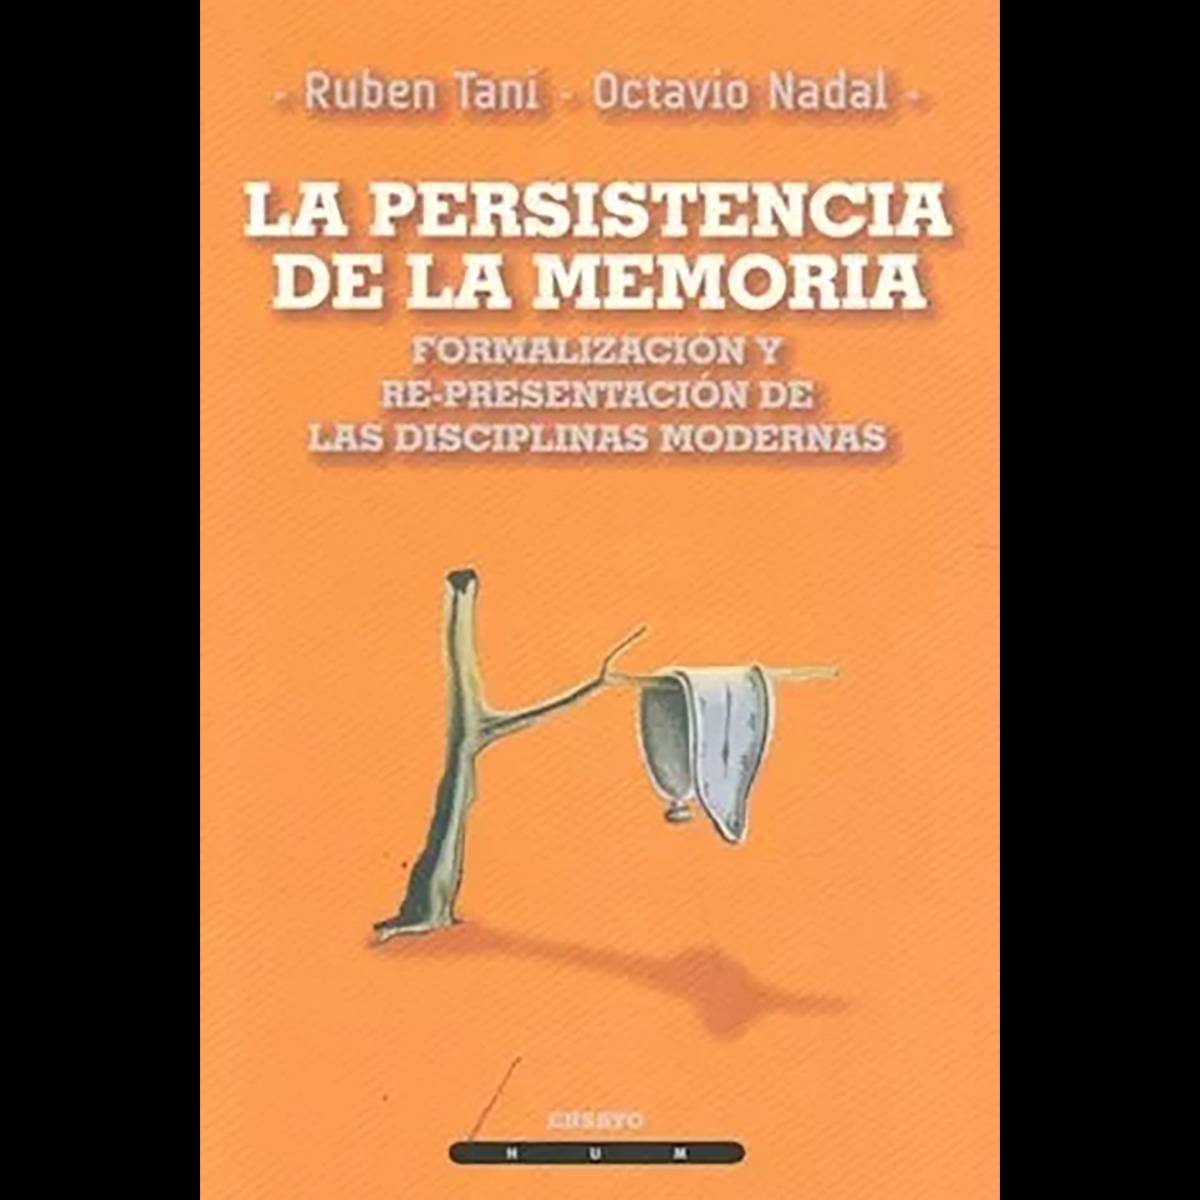 - Ruben Tani - Octavio Nadal -
LA PERSISTENCIA
DE LA MEMORIA
FORMALIZACIÓN Y
RE-PRESENTACIÓN DE
LAS DISCIPLINAS MODERNAS
ENSAYO
H U M